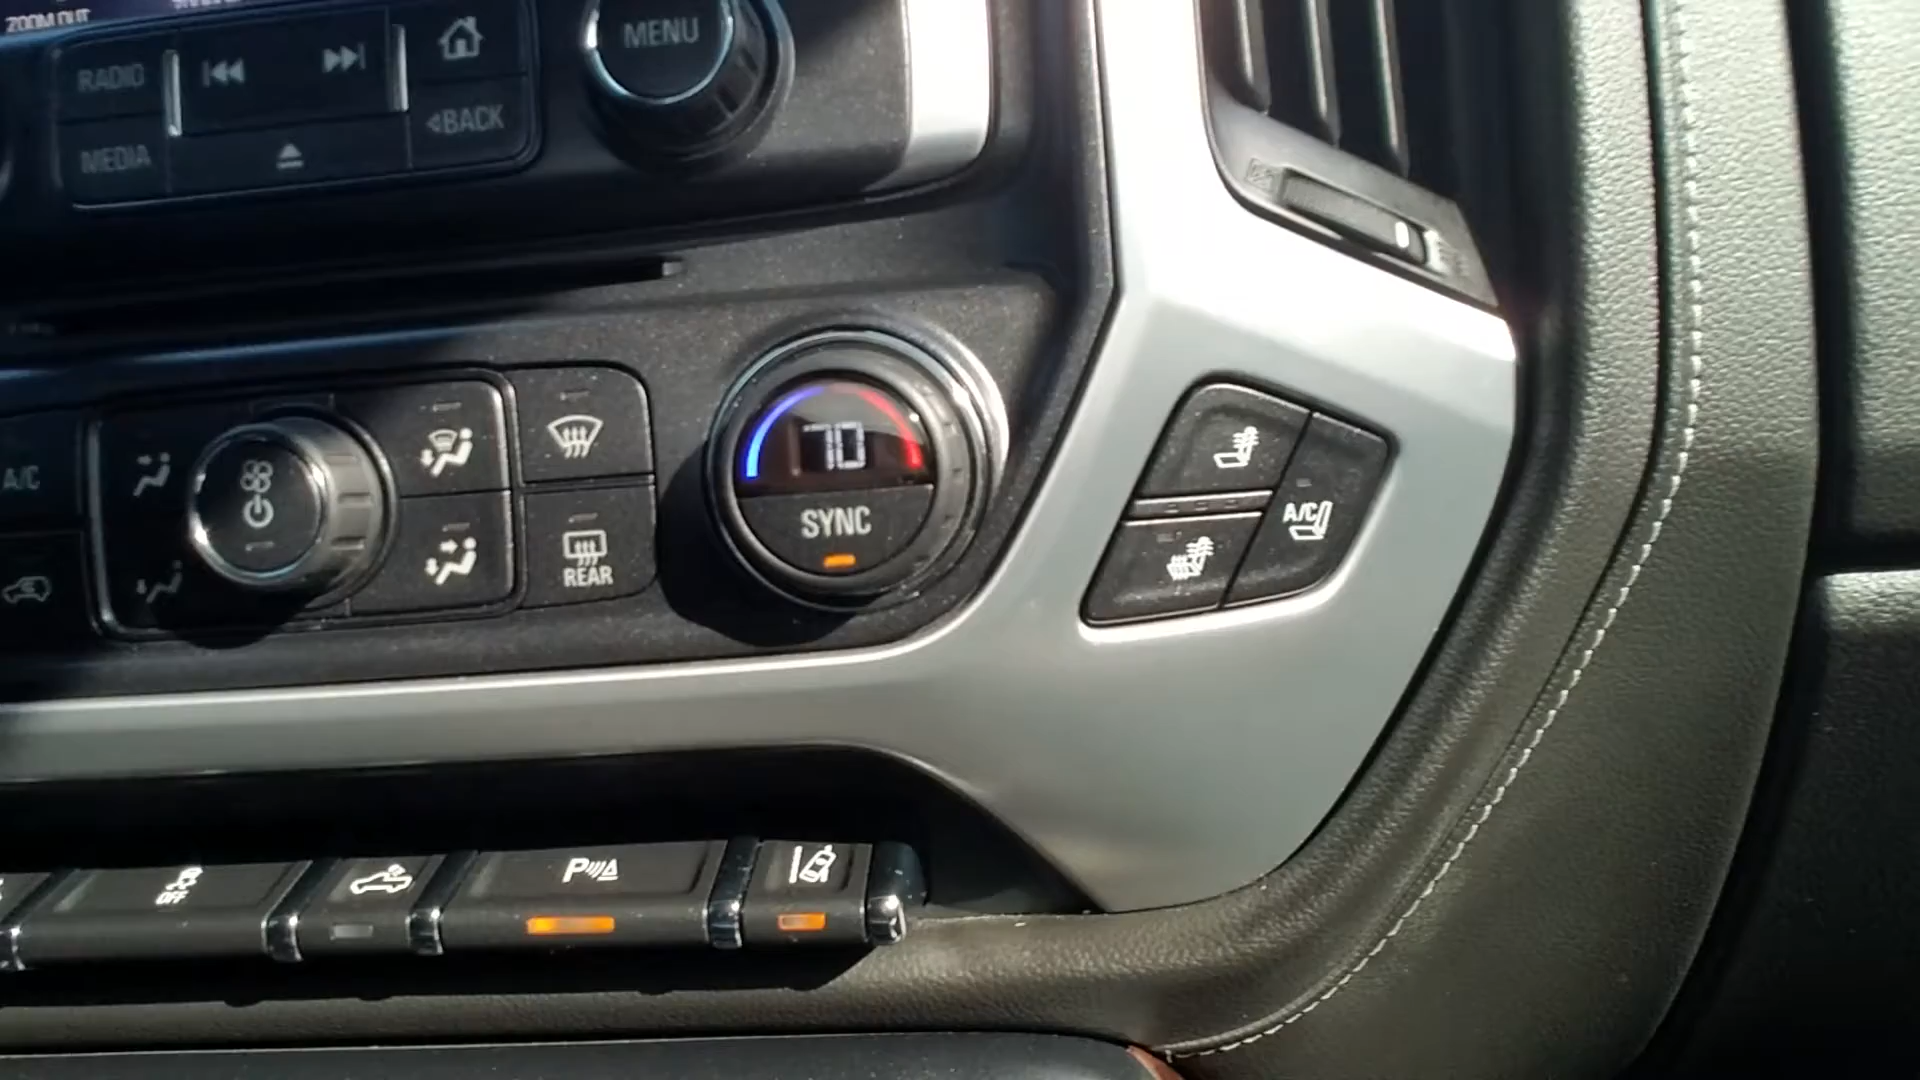 ZOOM OUT
RADIO
MENU
MEDIA
◁BACK
A/C
70
SYNC
REAR
A/C
OFF
P